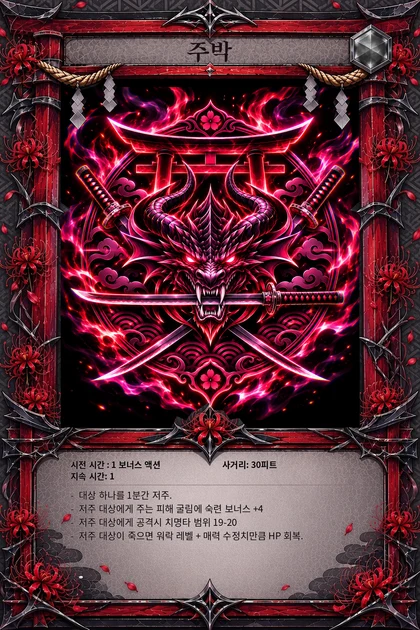 주박
시전 시간 : 1 보너스 액션 사거리: 30피트
지속 시간: 1
· 대상 하나를 1분간 저주.
· 저주 대상에게 주는 피해 굴림에 숙련 보너스 +4
· 저주 대상에게 공격시 치명타 범위 19-20
· 저주 대상이 죽으면 워락 레벨 + 매력 수정치만큼 HP 회복.